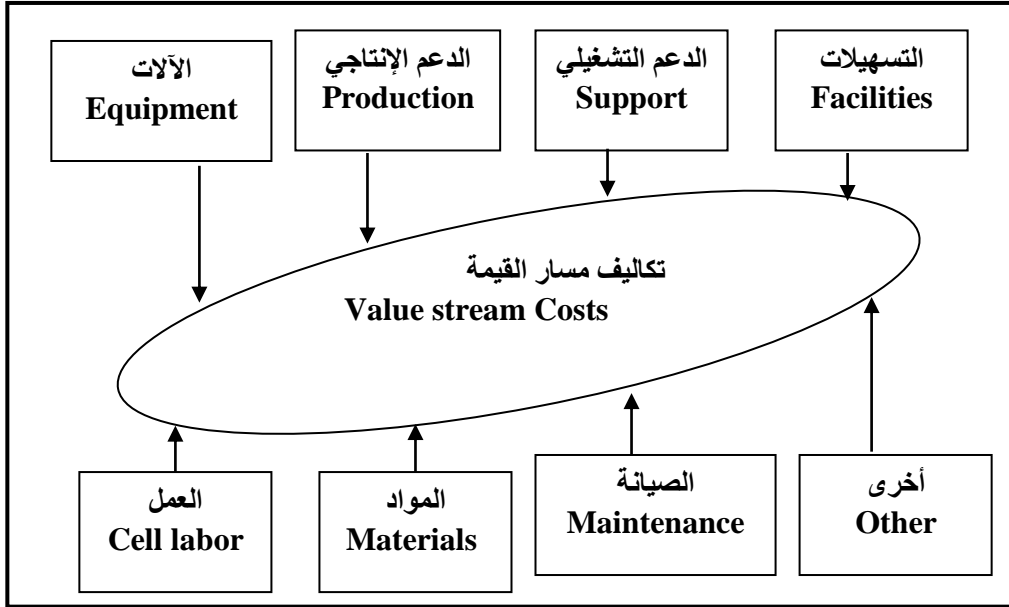 الآلات
Equipment
الدعم الإنتاجي
Production
الدعم التشغيلي
Support
التسهيلات
Facilities
تكاليف مسار القيمة
Value stream Costs
العمل
Cell labor
المواد
Materials
الصيانة
Maintenance
أخرى
Other